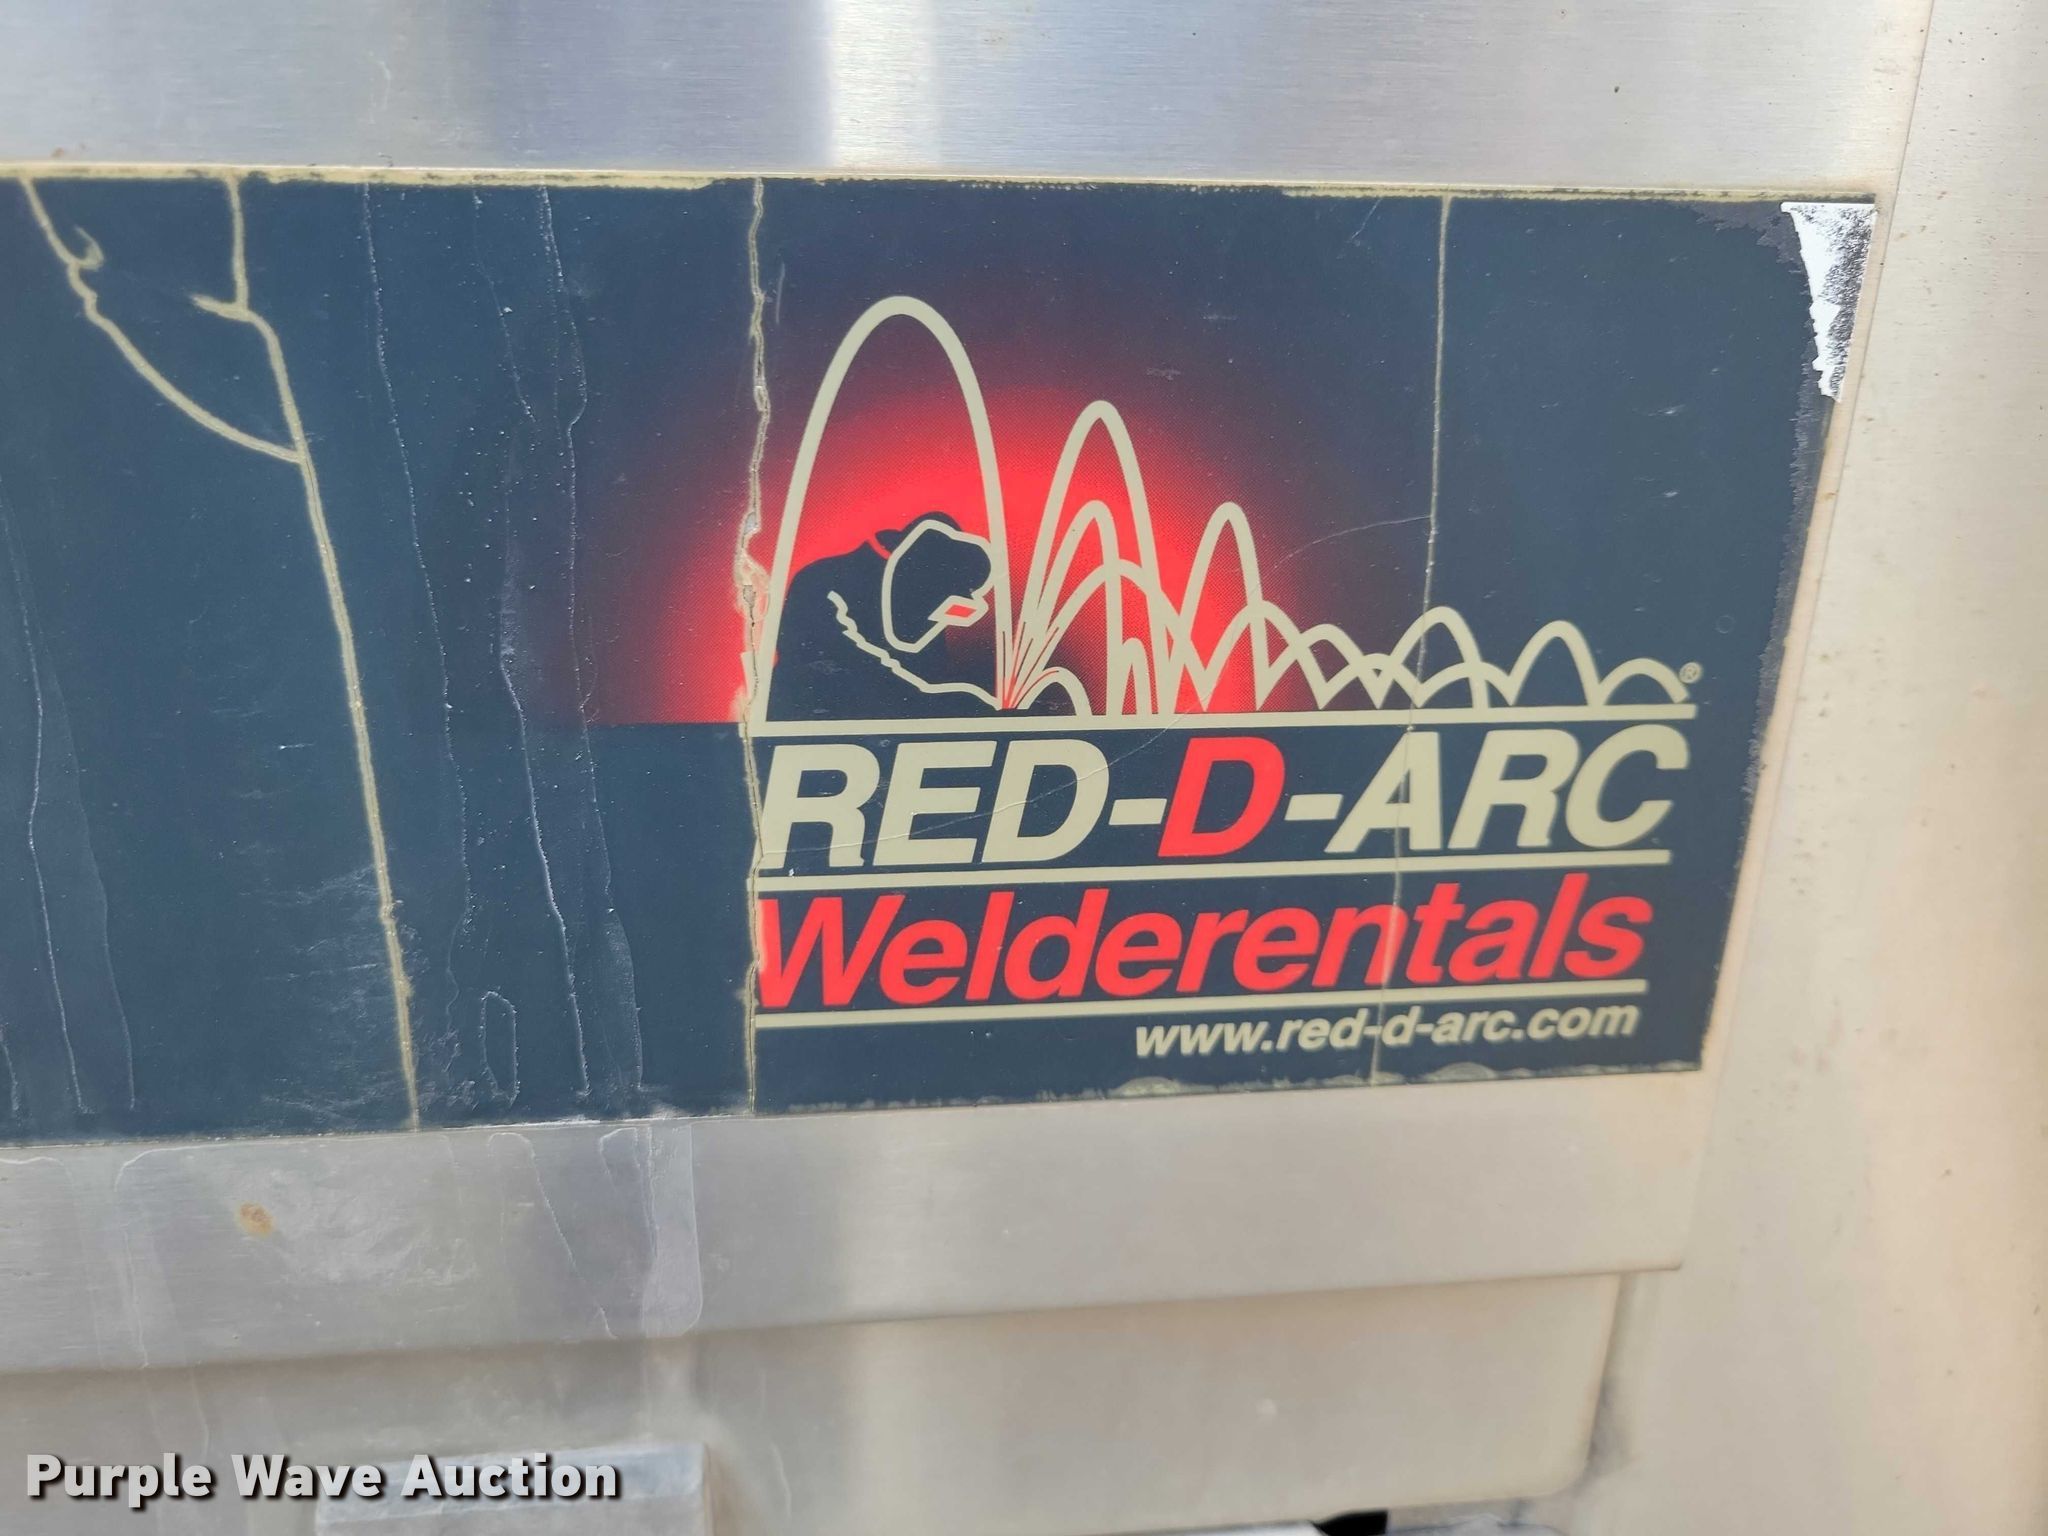 ®
RED-D-ARC
Welderentals
www.red-d-arc.com
Purple Wave Auction